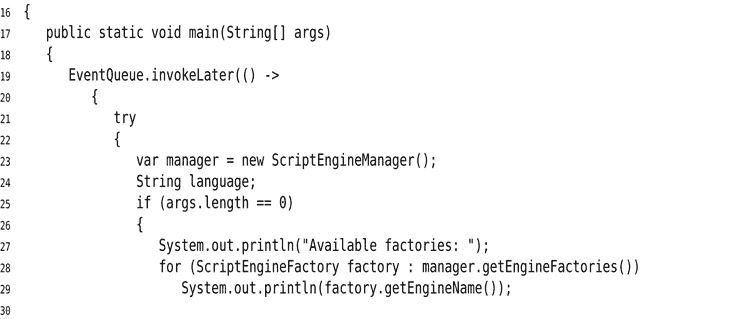 16 {
17    public static void main(String[] args)
18    {
19       EventQueue.invokeLater(() ->
20          {
21             try
22             {
23                var manager = new ScriptEngineManager();
24                String language;
25                if (args.length == 0)
26                {
27                   System.out.println("Available factories: ");
28                   for (ScriptEngineFactory factory : manager.getEngineFactories())
29                      System.out.println(factory.getEngineName());
30